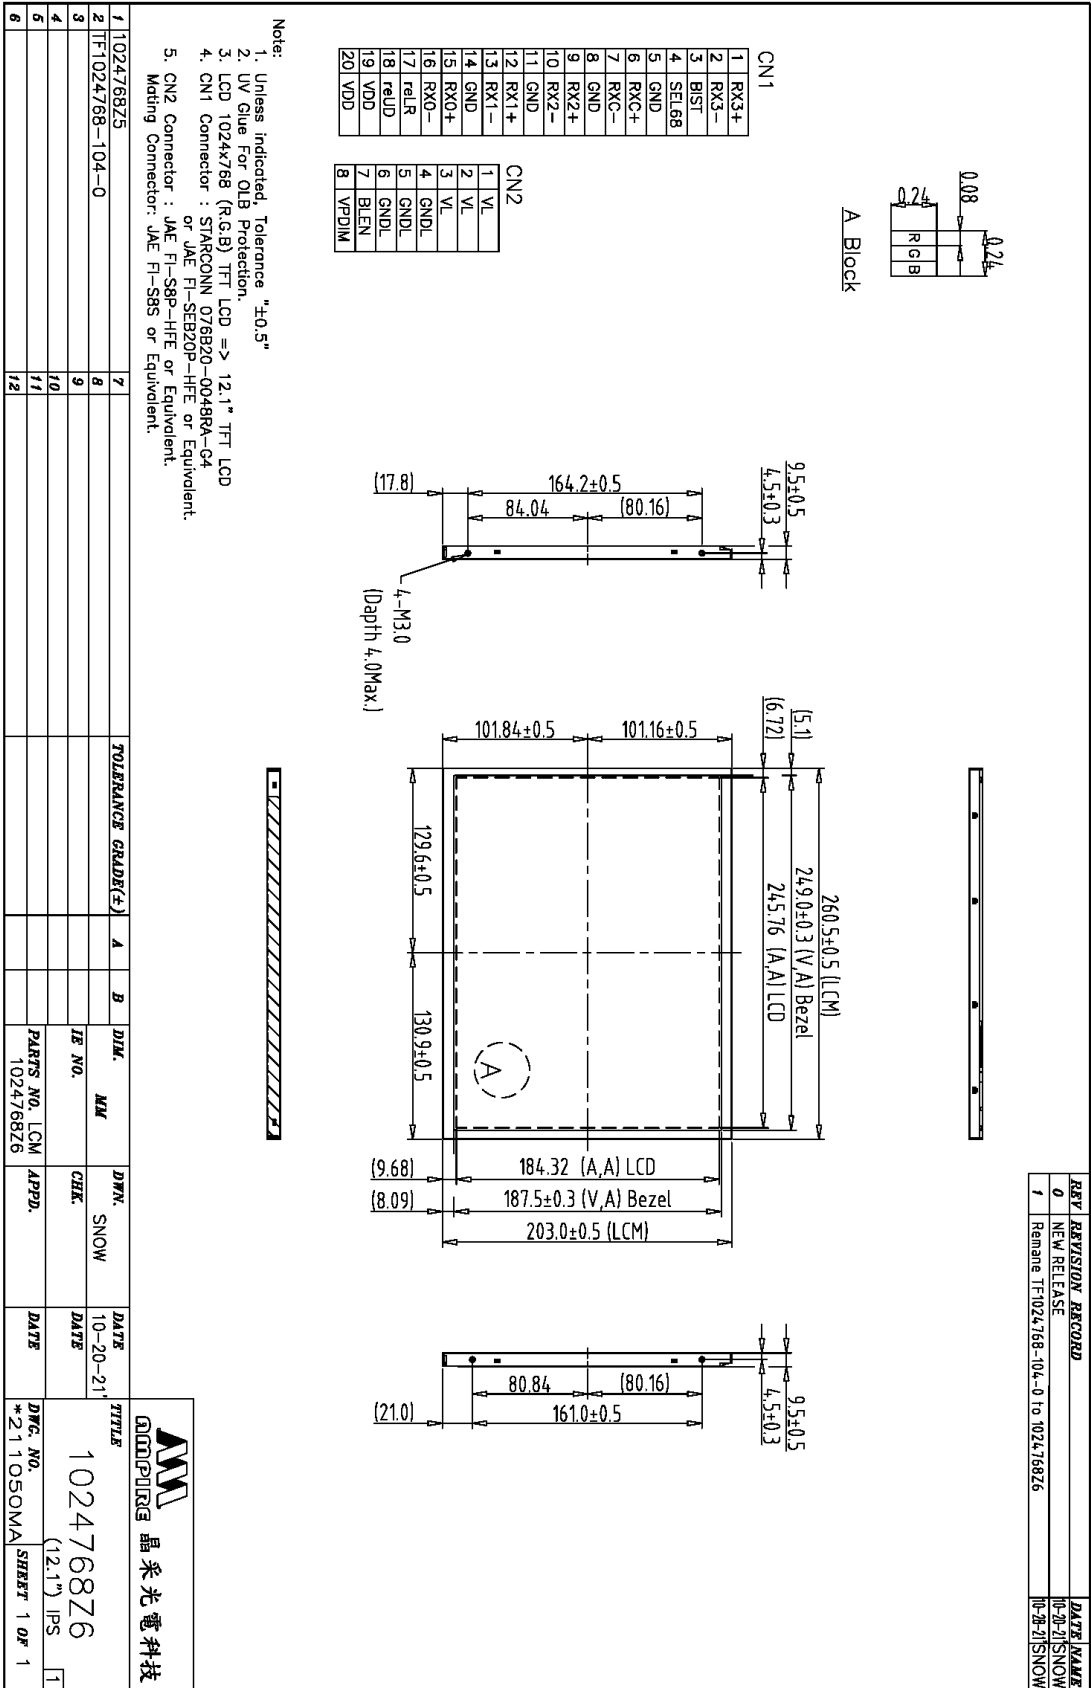 REV REVISION RECORD DATE NAME
0 NEW RELEASE 10-20-21' SNOW
1 Remane TF1024768-104-0 to 1024768Z6 10-28-21' SNOW
0.24
0.08
0.24
R G B
A Block
CN1
1 RX3+
2 RX3-
3 BIST
4 SEL68
5 GND
6 RXC+
7 RXC-
8 GND
9 RX2+
10 RX2-
11 GND
12 RX1+
13 RX1-
14 GND
15 RX0+
16 RX0-
17 reLR
18 reUD
19 VDD
20 VDD
CN2
1 VL
2 VL
3 VL
4 GNDL
5 GNDL
6 GNDL
7 BLEN
8 VPDIM
9.5±0.5
4.5±0.3
164.2±0.5
(17.8)
84.04
(80.16)
4-M3.0
(Dapth 4.0Max.)
260.5±0.5 (LCM)
249.0±0.3 (V,A) Bezel
245.76 (A,A) LCD
(5.1)
(6.72)
101.84±0.5
101.16±0.5
129.6±0.5
130.9±0.5
A
(9.68)
184.32 (A,A) LCD
(8.09)
187.5±0.3 (V,A) Bezel
203.0±0.5 (LCM)
80.84
(80.16)
(21.0)
161.0±0.5
4.5±0.3
9.5±0.5
Note:
1. Unless indicated, Tolerance "±0.5"
2. UV Glue For OLB Protection.
3. LCD 1024x768 (R.G.B) TFT LCD => 12.1" TFT LCD
4. CN1 Connector : STARCONN 076B20-0048RA-G4
or JAE FI-SEB20P-HFE or Equivalent.
5. CN2 Connector : JAE FI-S8P-HFE or Equivalent.
Mating Connector: JAE FI-S8S or Equivalent.
1 1024768Z5 7 TOLERANCE GRADE(±) A B
2 TF1024768-104-0 8
3 9
4 10
5 11
6 12
DIM. MM
DWN. SNOW
DATE 10-20-21'
IE NO.
CHK.
DATE
PARTS NO. LCM
1024768Z6
APPD.
DATE
AMPIRE 晶采光電科技
TITLE
1024768Z6
(12.1") IPS
1
DWG. NO.
*211050MA
SHEET 1 OF 1